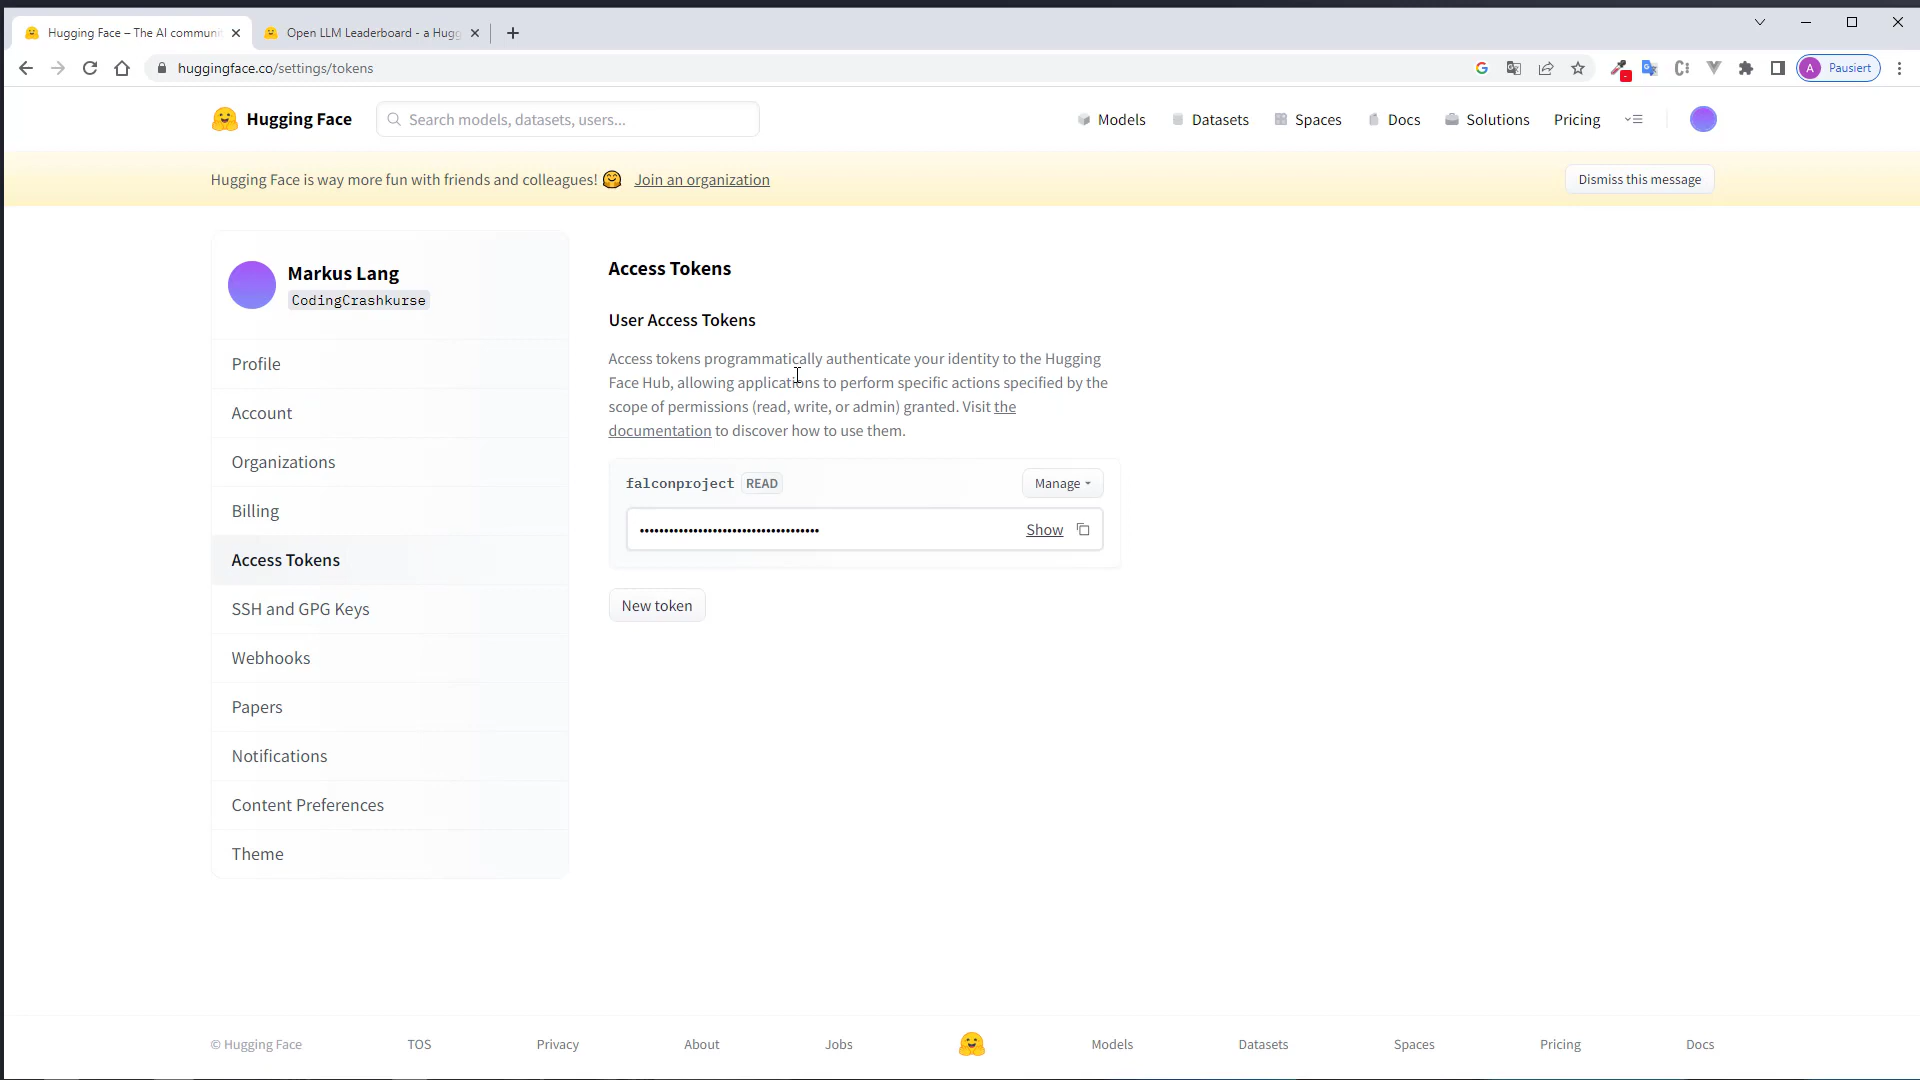 Hugging Face – The AI commun
Open LLM Leaderboard - a Hugg
huggingface.co/settings/tokens
A Pausiert
Hugging Face
Search models, datasets, users...
Models
Datasets
Spaces
Docs
Solutions
Pricing
Hugging Face is way more fun with friends and colleagues! 🤗 Join an organization
Dismiss this message
Markus Lang
CodingCrashkurse
Profile
Account
Organizations
Billing
Access Tokens
SSH and GPG Keys
Webhooks
Papers
Notifications
Content Preferences
Theme
Access Tokens
User Access Tokens
Access tokens programmatically authenticate your identity to the Hugging
Face Hub, allowing applications to perform specific actions specified by the
scope of permissions (read, write, or admin) granted. Visit the
documentation to discover how to use them.
falconproject READ
Manage
•••••••••••••••••••••••••••••••••••••
Show
New token
© Hugging Face
TOS
Privacy
About
Jobs
Models
Datasets
Spaces
Pricing
Docs